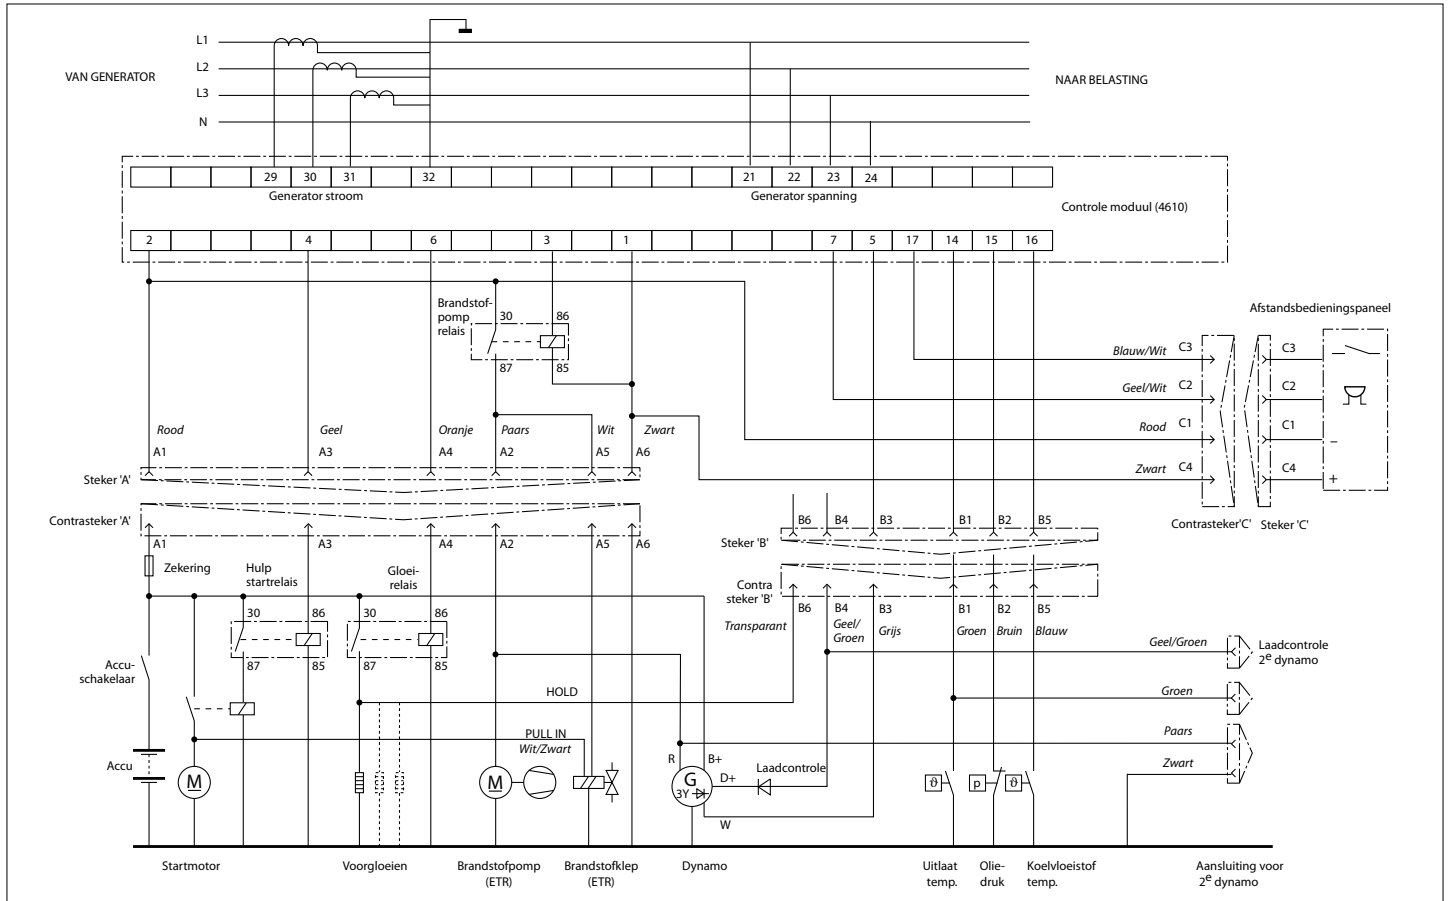 L1
VAN GENERATOR
L2
NAAR BELASTING
L3
N
29 30 31 32 21 22 23 24
Generator stroom
Generator spanning
Controle moduul (4610)
2 4 6 3 1 7 5 17 14 15 16
Brandstof-
pomp
relais
30 86
87 85
Afstandsbedieningspaneel
Blauw/Wit C3 C3
Geel/Wit C2 C2
Rood C1 C1 –
Zwart C4 C4 +
Contrasteker'C' Steker 'C'
Rood Geel Oranje Paars Wit Zwart
A1 A3 A4 A2 A5 A6
Steker 'A'
Contrasteker 'A'
A1 A3 A4 A2 A5 A6
B6 B4 B3 B1 B2 B5
Steker 'B'
Contra
steker 'B'
B6 B4 B3 B1 B2 B5
Transparant
Geel/
Groen
Grijs
Groen
Bruin
Blauw
Zekering
Hulp
startrelais
Gloei-
relais
30 86
87 85
30 86
87 85
Accu-
schakelaar
HOLD
PULL IN
Wit/Zwart
Geel/Groen
Laadcontrole
2e dynamo
Groen
Paars
Zwart
Accu
M
M
R B+
G
3Y
D+
Laadcontrole
W
ϑ p ϑ
Startmotor
Voorgloeien
Brandstofpomp
(ETR)
Brandstofklep
(ETR)
Dynamo
Uitlaat
temp.
Olie-
druk
Koelvloeistof
temp.
Aansluiting voor
2e dynamo